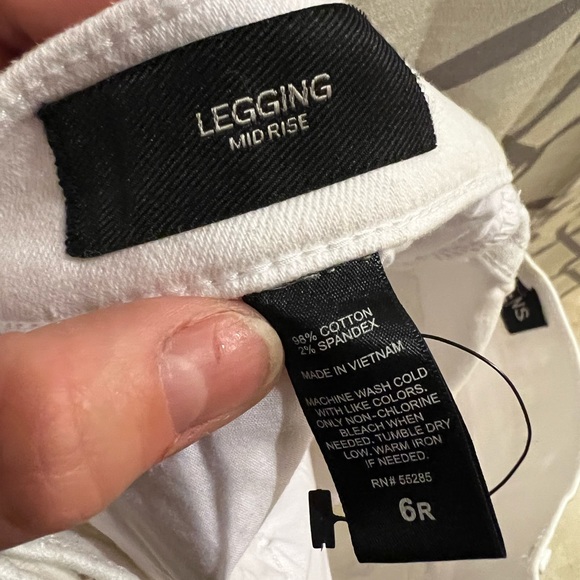 LEGGING
MID RISE
98% COTTON
2% SPANDEX
MADE IN VIETNAM
MACHINE WASH COLD
WITH LIKE COLORS.
ONLY NON-CHLORINE
BLEACH WHEN
NEEDED. TUMBLE DRY
LOW. WARM IRON
IF NEEDED.
RN# 55285
6R